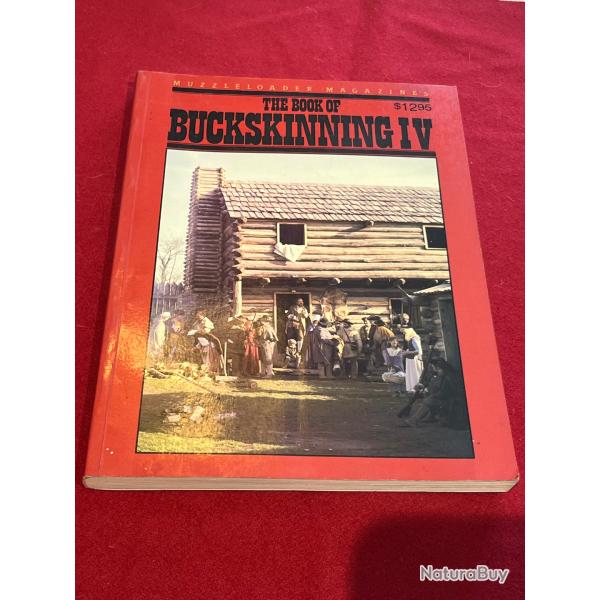 MUZZLELOADER MAGAZINE'S
THE BOOK OF
$12.95
BUCKSKINNING IV
NaturaBuy